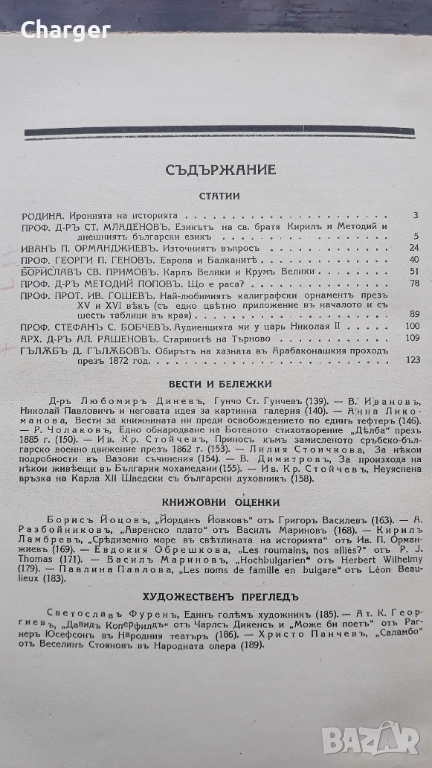 Charger
СЪДЪРЖАНИЕ
СТАТИИ
РОДИНА. Иронията на историята . . . . . . . . . . . . 3
ПРОФ. Д-РЪ СТ. МЛАДЕНОВЪ. Езикътъ на св. братя Кирилъ и Методий и
днешниятъ български езикъ . . . . . . . . . . . . 5
ИВАНЪ П. ОРМАНДЖИЕВЪ. Източниятъ въпросъ . . . . . . . . 24
ПРОФ. ГЕОРГИ П. ГЕНОВЪ. Европа и Балканитѣ . . . . . . . . 40
БОРИСЛАВЪ СВ. ПРИМОВЪ. Карлъ Велики и Крумъ Велики . . . . . 51
ПРОФ. Д-РЪ МЕТОДИЙ ПОПОВЪ. Що е раса? . . . . . . . . 78
ПРОФ. ПРОТ. ИВ. ГОШЕВЪ. Най-любимиятъ калиграфски орнаментъ презъ
XV и XVI вѣкъ (съ едно цвѣтно приложение въ началото и съ
шесть таблици въ края) . . . . . . . . . . . . 89
ПРОФ. СТЕФАНЪ С. БОБЧЕВЪ. Аудиенцията ми у царь Николая II . . . 100
АРХ. Д-РЪ АЛ. РАШЕНОВЪ. Старинитѣ на Търново . . . . . . . 109
ГЪЛѪБЪ Д. ГЪЛѪБОВЪ. Обирътъ на хазната въ Арабаконашкия проходъ
презъ 1872 год. . . . . . . . . . . . . . 123
ВЕСТИ И БЕЛЕЖКИ
Д-ръ Любомиръ Диневъ, Гунчо Ст. Гунчевъ (139). — В. Ивановъ,
Николай Павловичъ и неговата идея за картинна галерия (140). — Анна Лико-
манова, Вести за книжнината ни преди освобождението по единъ тефтеръ (146).
— Р. Чолаковъ, Едно обнародване на Ботевото стихотворение „Дѣлба“ презъ
1885 г. (150). — Ив. Кр. Стойчевъ, Приносъ къмъ замисленото сръбско-бъл-
гарско военно движение презъ 1862 г. (153). — Лилия Стоичкова, За нѣкои
подробности въ Вазови съчинения (154). — В. Димитровъ, За произхода на
нѣкои живѣещи въ България мохамедани (155). — Ив. Кр. Стойчевъ, Неуяснена
връзка на Карла XII Шведски съ български духовникъ (158).
КНИЖОВНИ ОЦЕНКИ
Борисъ Йоцовъ, „Йорданъ Йовковъ“ отъ Григоръ Василевъ (163). — А.
Разбойниковъ, „Авренско плато“ отъ Василъ Мариновъ (168). — Кирилъ
Ламбревъ, „Срѣдиземно море въ свѣтлината на историята“ отъ Ив. П. Орман-
жиевъ (169). — Евдокия Обрешкова, „Les roumains, nos alliés?“ отъ P. J.
Thomas (171). — Василъ Мариновъ, „Hochbulgarien“ отъ Herbert Wilhelmy
(179). — Павлина Павлова, „Les noms de famille en bulgare“ отъ Léon Beau-
lieux (183).
ХУДОЖЕСТВЕНЪ ПРЕГЛЕДЪ
Светославъ Фуренъ, Единъ голѣмъ художникъ (185). — Ат. К. Геор-
гиевъ, „Давидъ Коперфилдъ“ отъ Чарлсъ Дикенсъ и „Може би поетъ“ отъ Раг-
неръ Юсефсонъ въ Народния театъръ (186). — Христо Панчевъ, „Саламбо“
отъ Веселинъ Стояновъ въ Народната опера (189).
BAZAR